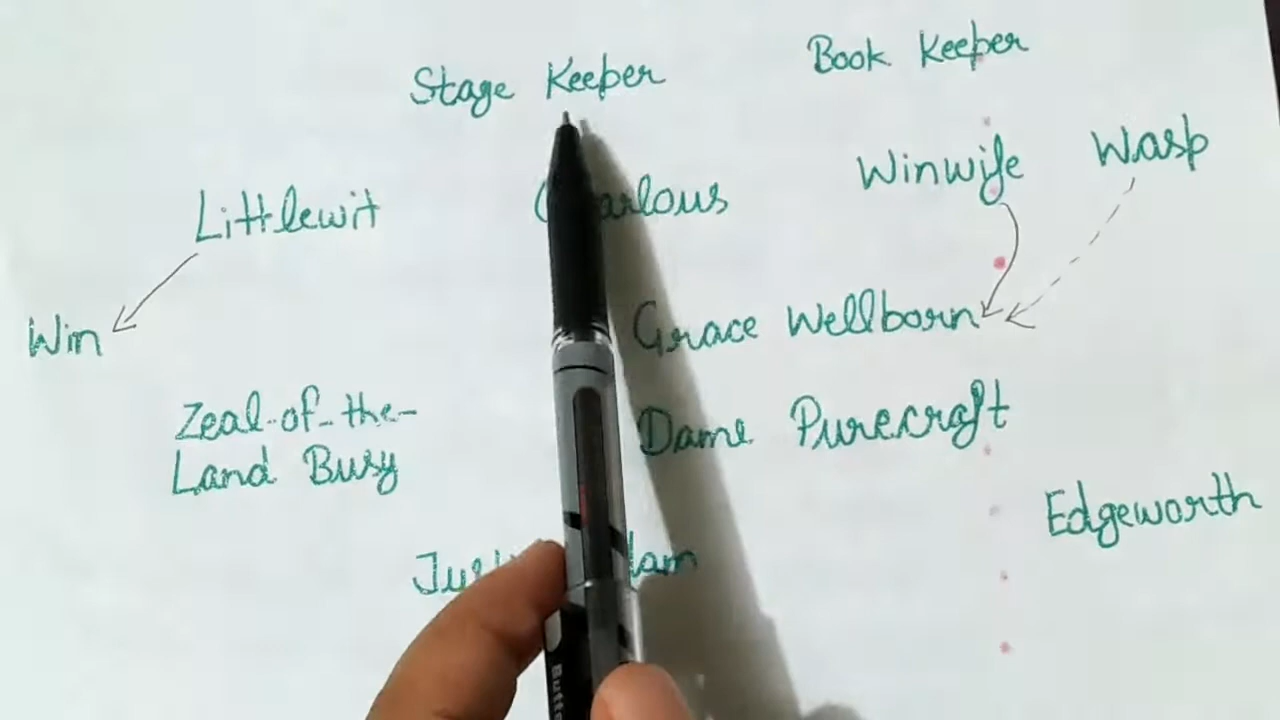 Stage Keeper
Book Keeper
Littlewit
Winwife
Wasp
Win
Grace Wellborn
Zeal-of-the-
Land Busy
Dame Purecraft
Edgeworth